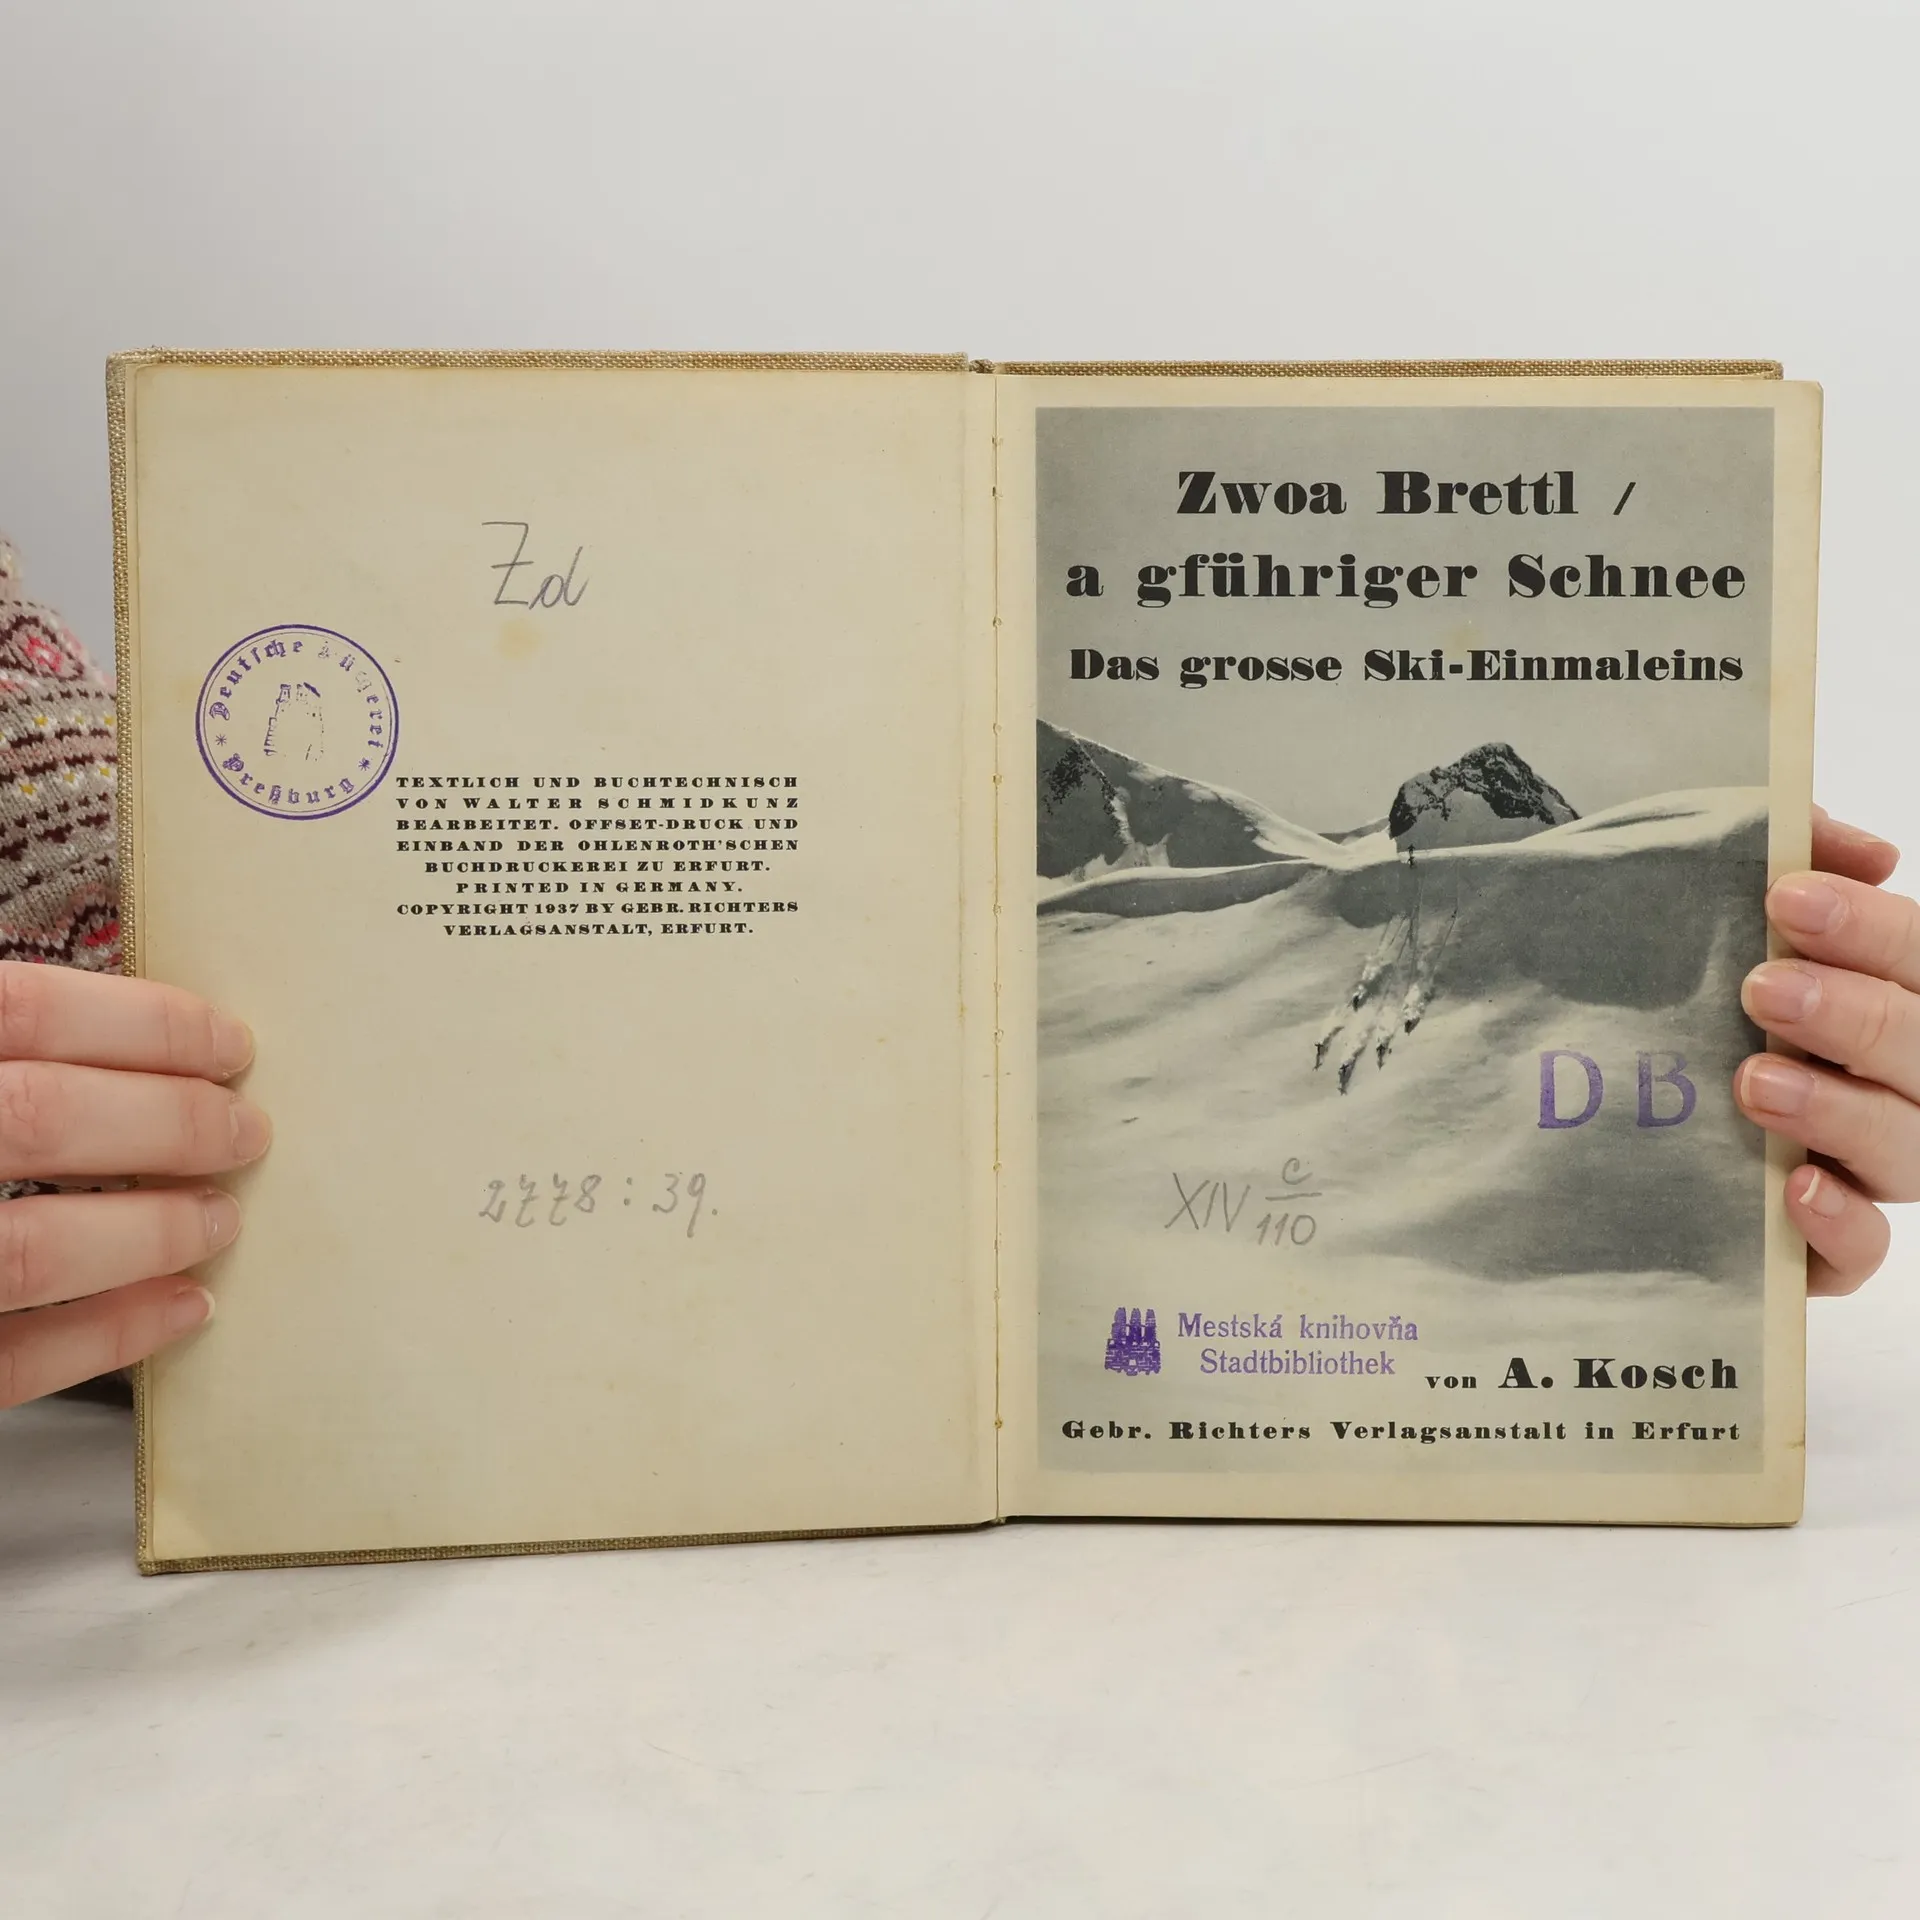 Zd
Deutsche Bücherei
* Preßburg *
TEXTLICH UND BUCHTECHNISCH
VON WALTER SCHMIDKUNZ
BEARBEITET. OFFSET-DRUCK UND
EINBAND DER OHLENROTH'SCHEN
BUCHDRUCKEREI ZU ERFURT.
PRINTED IN GERMANY.
COPYRIGHT 1937 BY GEBR. RICHTERS
VERLAGSANSTALT, ERFURT.
2778:39.
Zwoa Brettl /
a gführiger Schnee
Das grosse Ski-Einmaleins
D B
XIV c/110
Mestská knihovňa
Stadtbibliothek
von A. Kosch
Gebr. Richters Verlagsanstalt in Erfurt